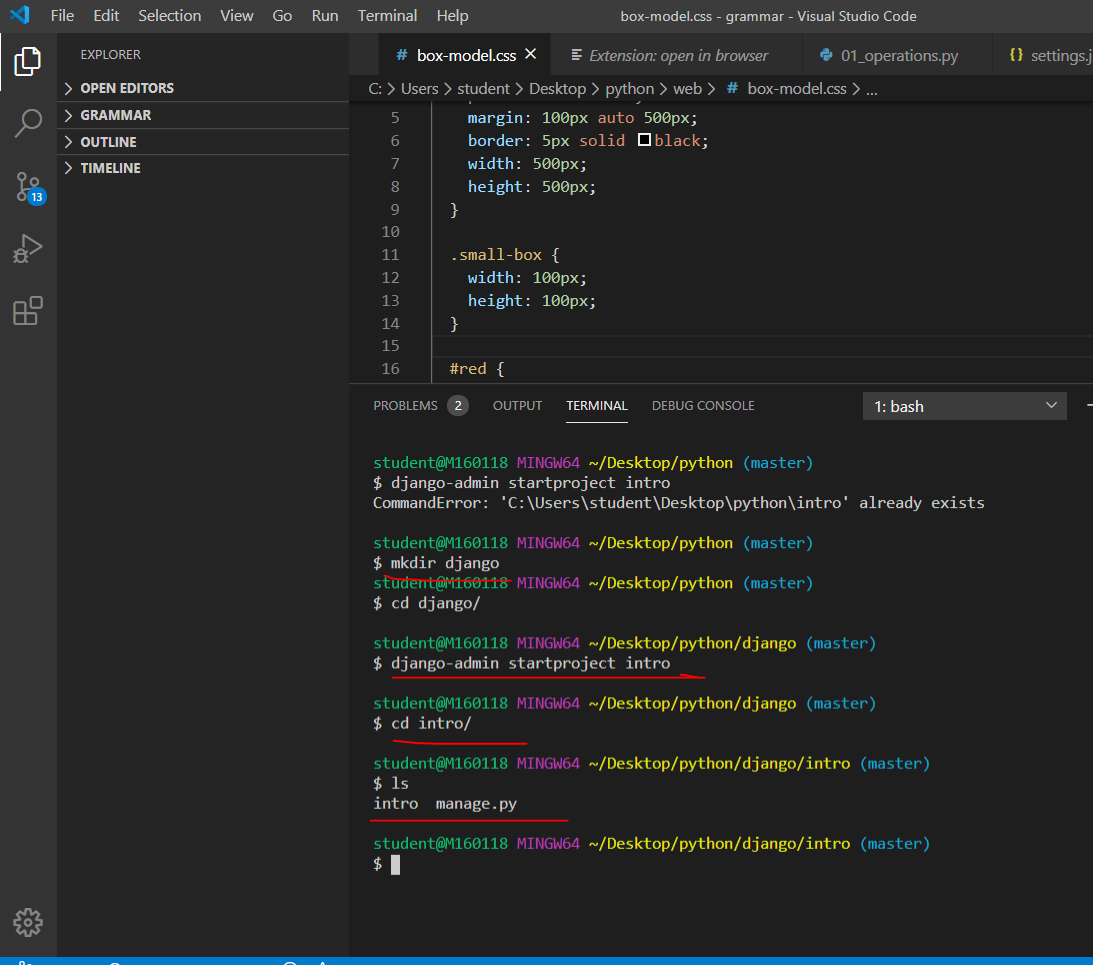 File Edit Selection View Go Run Terminal Help
box-model.css - grammar - Visual Studio Code
EXPLORER
OPEN EDITORS
GRAMMAR
OUTLINE
TIMELINE
13
# box-model.css × Extension: open in browser 01_operations.py {} settings.j
C: > Users > student > Desktop > python > web > # box-model.css > ...
5 margin: 100px auto 500px;
6 border: 5px solid black;
7 width: 500px;
8 height: 500px;
9 }
10
11 .small-box {
12 width: 100px;
13 height: 100px;
14 }
15
16 #red {
PROBLEMS 2 OUTPUT TERMINAL DEBUG CONSOLE 1: bash
student@M160118 MINGW64 ~/Desktop/python (master)
$ django-admin startproject intro
CommandError: 'C:\Users\student\Desktop\python\intro' already exists
student@M160118 MINGW64 ~/Desktop/python (master)
$ mkdir django
student@M160118 MINGW64 ~/Desktop/python (master)
$ cd django/
student@M160118 MINGW64 ~/Desktop/python/django (master)
$ django-admin startproject intro
student@M160118 MINGW64 ~/Desktop/python/django (master)
$ cd intro/
student@M160118 MINGW64 ~/Desktop/python/django/intro (master)
$ ls
intro manage.py
student@M160118 MINGW64 ~/Desktop/python/django/intro (master)
$